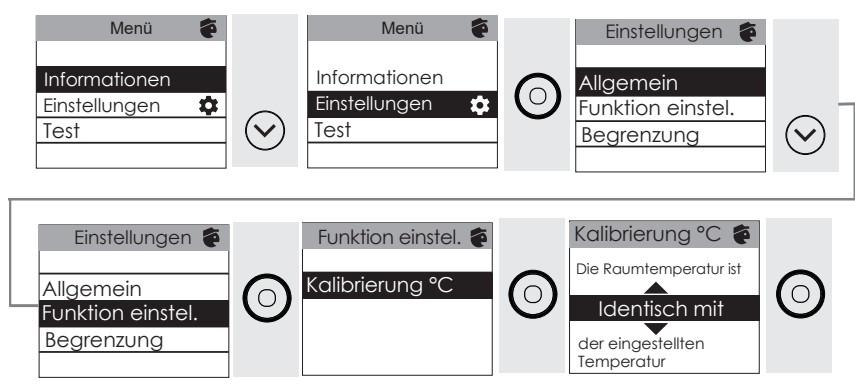 Menü
Informationen
Einstellungen
Test
Menü
Informationen
Einstellungen
Test
Einstellungen
Allgemein
Funktion einstel.
Begrenzung
Einstellungen
Allgemein
Funktion einstel.
Begrenzung
Funktion einstel.
Kalibrierung °C
Kalibrierung °C
Die Raumtemperatur ist
Identisch mit
der eingestellten
Temperatur